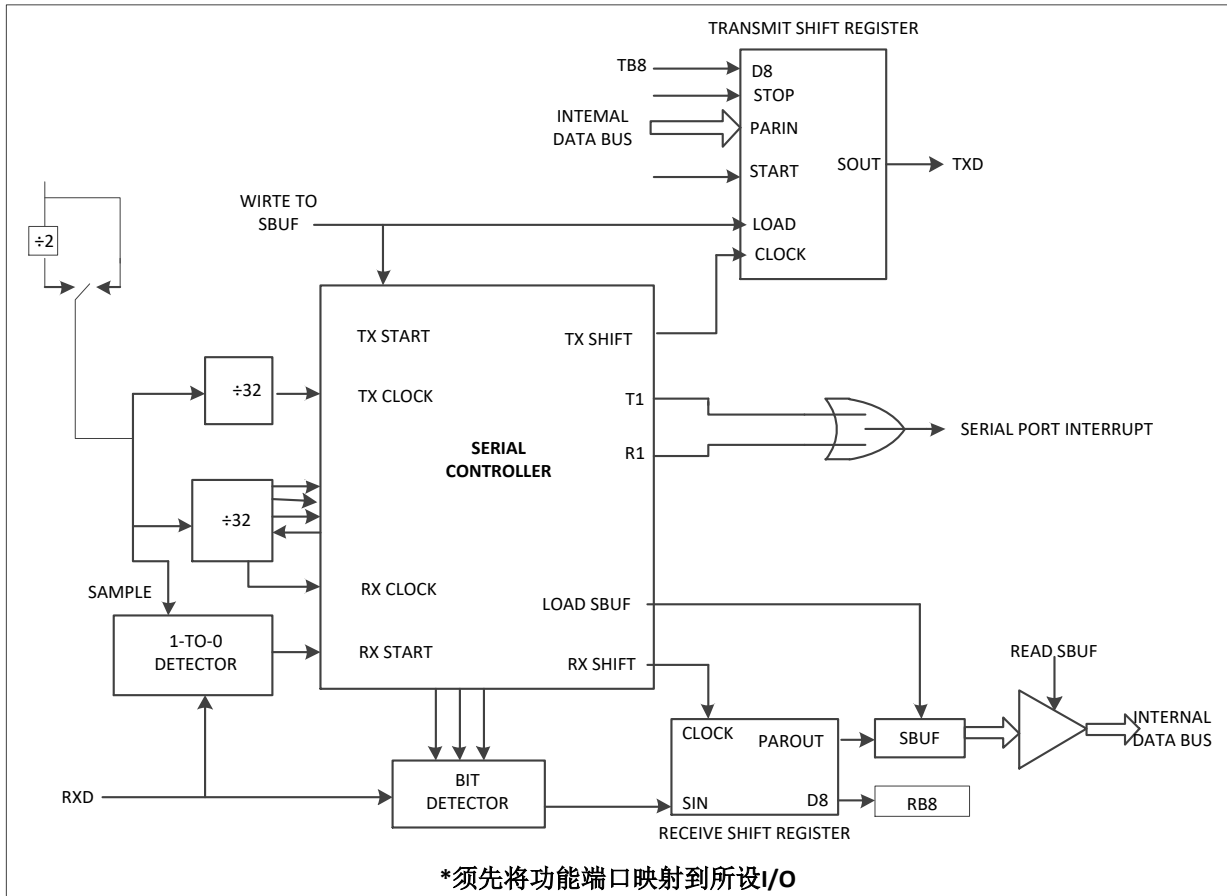 TRANSMIT SHIFT REGISTER
TB8
D8
STOP
INTEMAL
DATA BUS
PARIN
START
SOUT
TXD
WIRTE TO
SBUF
LOAD
CLOCK
÷2
TX START
TX SHIFT
÷32
TX CLOCK
T1
R1
SERIAL PORT INTERRUPT
SERIAL
CONTROLLER
÷32
SAMPLE
RX CLOCK
LOAD SBUF
1-TO-0
DETECTOR
RX START
RX SHIFT
READ SBUF
CLOCK
PAROUT
SBUF
INTERNAL
DATA BUS
RXD
BIT
DETECTOR
SIN
D8
RB8
RECEIVE SHIFT REGISTER
*须先将功能端口映射到所设I/O